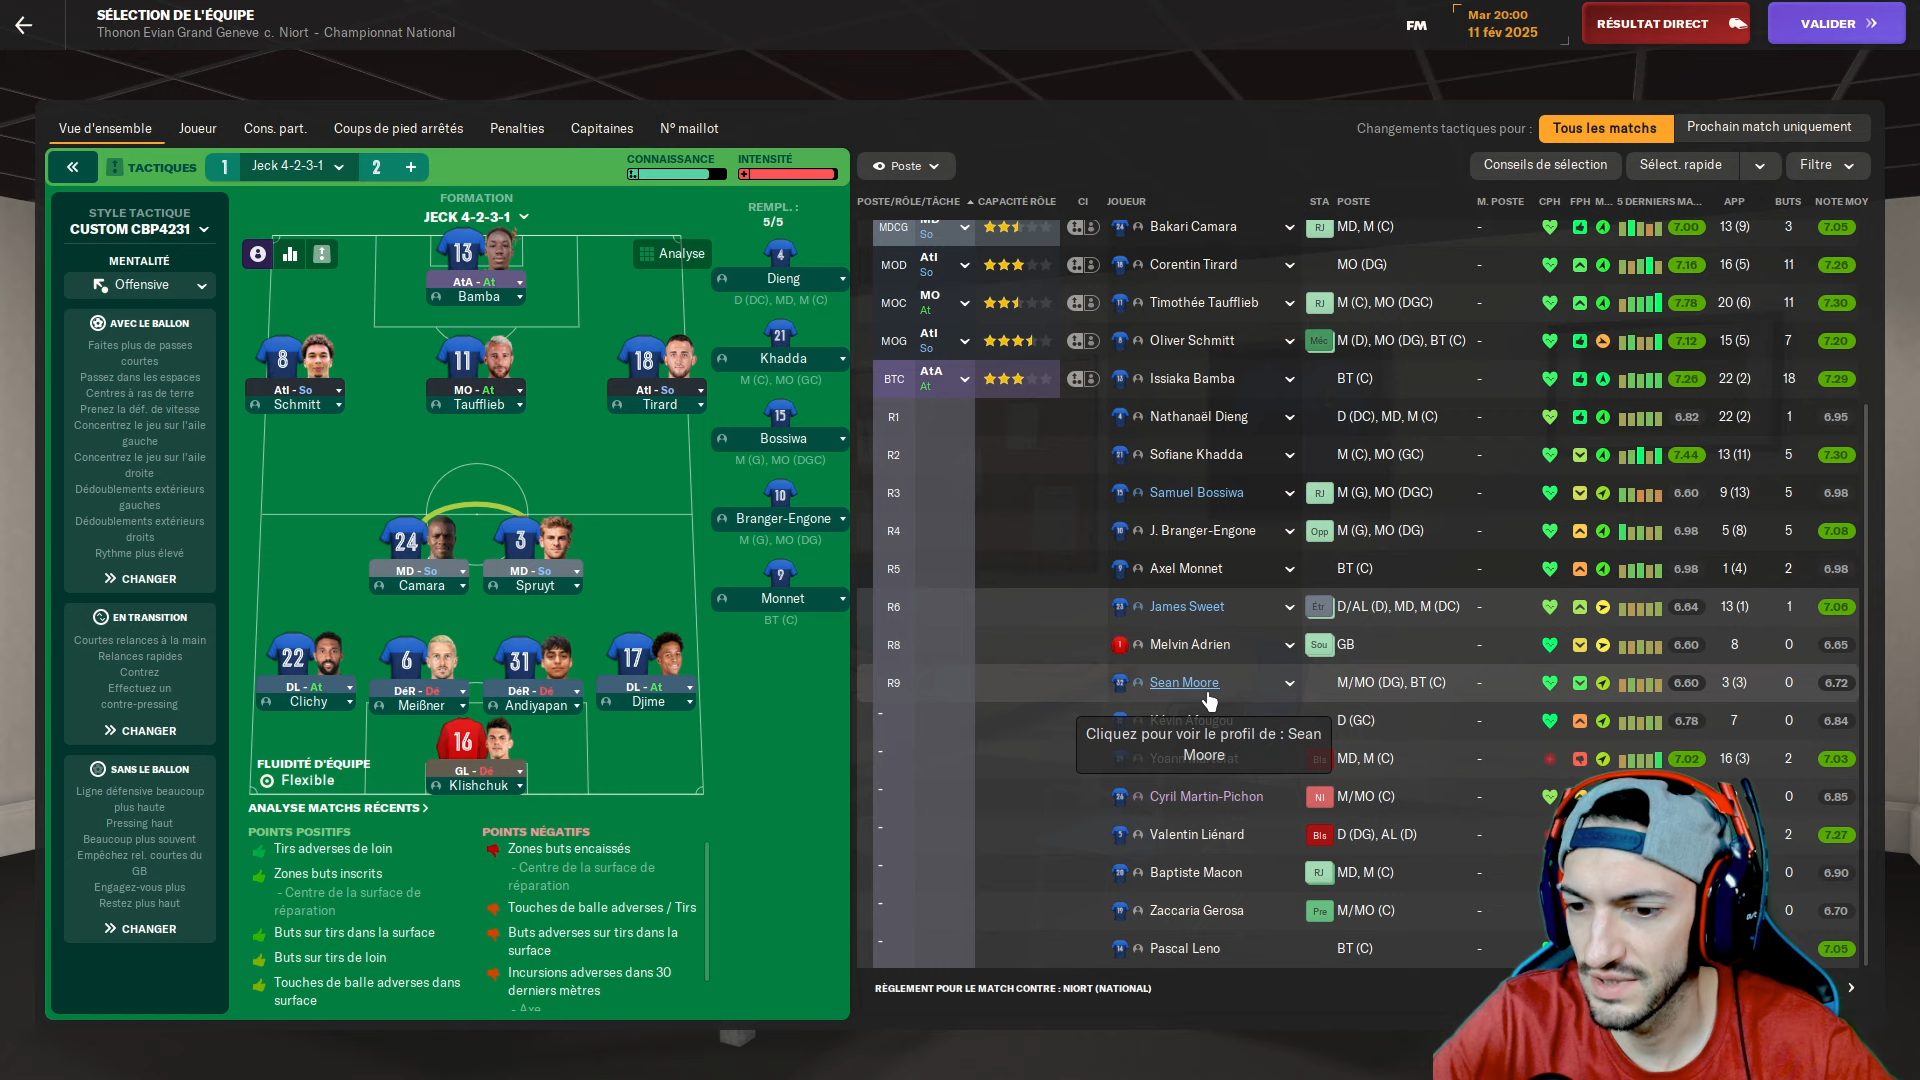 SÉLECTION DE L'ÉQUIPE
Thonon Evian Grand Geneve c. Niort - Championnat National
FM
Mar 20:00
11 fév 2025
RÉSULTAT DIRECT
VALIDER
Vue d'ensemble
Joueur
Cons. part.
Coups de pied arrêtés
Penalties
Capitaines
N° maillot
Changements tactiques pour :
Tous les matchs
Prochain match uniquement
TACTIQUES
1
Jeck 4-2-3-1
2
+
CONNAISSANCE
INTENSITÉ
Poste
Conseils de sélection
Sélect. rapide
Filtre
STYLE TACTIQUE
CUSTOM CBP4231
MENTALITÉ
Offensive
AVEC LE BALLON
Faites plus de passes
courtes
Passez dans les espaces
Centres à ras de terre
Prenez la déf. de vitesse
Concentrez le jeu sur l'aile
gauche
Concentrez le jeu sur l'aile
droite
Dédoublements extérieurs
gauches
Dédoublements extérieurs
droits
Rythme plus élevé
CHANGER
EN TRANSITION
Courtes relances à la main
Relances rapides
Contrez
Effectuez un
contre-pressing
CHANGER
SANS LE BALLON
Ligne défensive beaucoup
plus haute
Pressing haut
Beaucoup plus souvent
Empêchez rel. courtes du
GB
Engagez-vous plus
Restez plus haut
CHANGER
FORMATION
JECK 4-2-3-1
Analyse
13
AtA - At
Bamba
8
AtI - So
Schmitt
11
MO - At
Taufflieb
18
AtI - So
Tirard
24
MD - So
Camara
3
MD - So
Spruyt
22
DL - At
Clichy
6
DéR - Dé
Meißner
31
DéR - Dé
Andiyapan
17
DL - At
Djime
16
GL - Dé
Klishchuk
FLUIDITÉ D'ÉQUIPE
Flexible
REMPL. :
5/5
4
Dieng
D (DC), MD, M (C)
21
Khadda
M (C), MO (GC)
15
Bossiwa
M (G), MO (DGC)
10
Branger-Engone
M (G), MO (DG)
9
Monnet
BT (C)
ANALYSE MATCHS RÉCENTS
POINTS POSITIFS
Tirs adverses de loin
Zones buts inscrits
- Centre de la surface de
réparation
Buts sur tirs dans la surface
Buts sur tirs de loin
Touches de balle adverses dans
surface
POINTS NÉGATIFS
Zones buts encaissés
- Centre de la surface de
réparation
Touches de balle adverses / Tirs
Buts adverses sur tirs dans la
surface
Incursions adverses dans 30
derniers mètres
- Axe
POSTE/RÔLE/TÂCHE CAPACITÉ RÔLE CI JOUEUR STA POSTE M. POSTE CPH FPH M... 5 DERNIERS MA... APP BUTS NOTE MOY
MDCG MD So Bakari Camara RJ MD, M (C) - 7.00 13 (9) 3 7.05
MOD AtI So Corentin Tirard MO (DG) - 7.16 16 (5) 11 7.26
MOC MO At Timothée Taufflieb RJ M (C), MO (DGC) - 7.78 20 (6) 11 7.30
MOG AtI So Oliver Schmitt Méc M (D), MO (DG), BT (C) - 7.12 15 (5) 7 7.20
BTC AtA At Issiaka Bamba BT (C) - 7.26 22 (2) 18 7.29
R1 Nathanaël Dieng D (DC), MD, M (C) - 6.82 22 (2) 1 6.95
R2 Sofiane Khadda M (C), MO (GC) - 7.44 13 (11) 5 7.30
R3 Samuel Bossiwa RJ M (G), MO (DGC) - 6.60 9 (13) 5 6.98
R4 J. Branger-Engone Opp M (G), MO (DG) - 6.98 5 (8) 5 7.08
R5 Axel Monnet BT (C) - 6.98 1 (4) 2 6.98
R6 James Sweet Etr D/AL (D), MD, M (DC) - 6.64 13 (1) 1 7.06
R8 Melvin Adrien Sou GB - 6.60 8 0 6.65
R9 Sean Moore M/MO (DG), BT (C) - 6.60 3 (3) 0 6.72
- Kévin Afougou D (GC) - 6.78 7 0 6.84
Cliquez pour voir le profil de : Sean
Moore
- Bls MD, M (C) - 7.02 16 (3) 2 7.03
- Cyril Martin-Pichon NI M/MO (C) - 0 6.85
- Valentin Liénard Bls D (DG), AL (D) - 2 7.27
- Baptiste Macon RJ MD, M (C) - 0 6.90
- Zaccaria Gerosa Pre M/MO (C) - 0 6.70
- Pascal Leno BT (C) - 7.05
RÈGLEMENT POUR LE MATCH CONTRE : NIORT (NATIONAL)